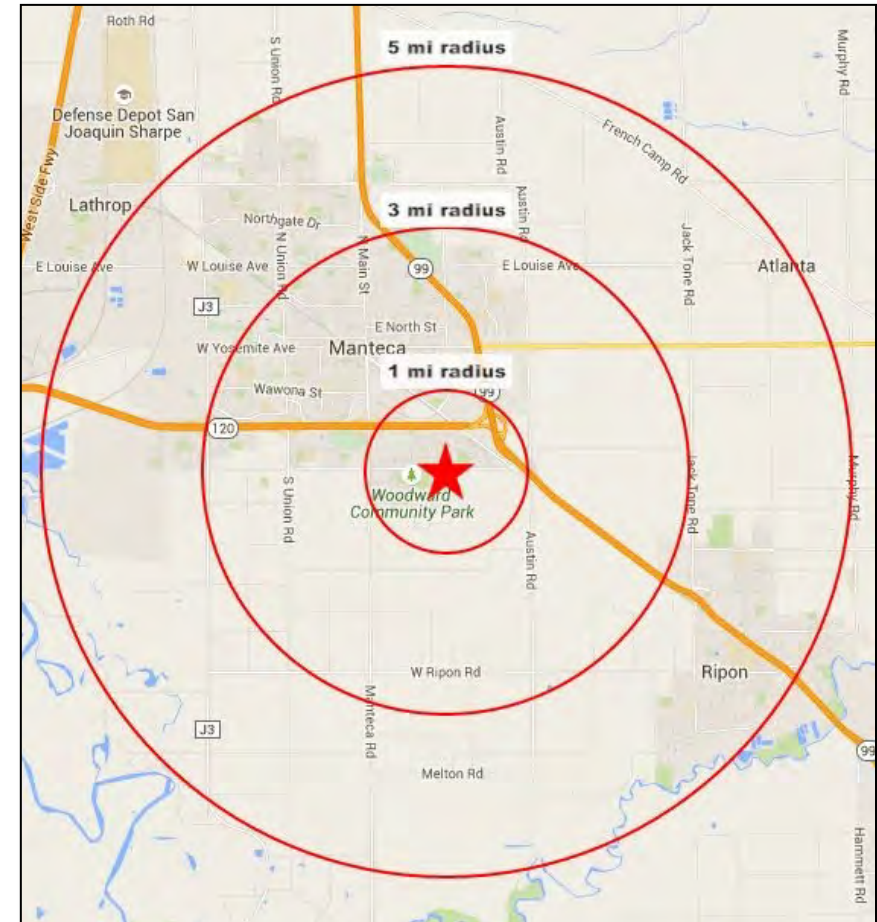 Roth Rd
5 mi radius
S Union Rd
Murphy Rd
Defense Depot San
Joaquin Sharpe
Austin Rd
French Camp Rd
West Side Fwy
Lathrop
3 mi radius
Austin Rd
Northgate Dr
Jack Tone Rd
N Union Rd
N Main St
E Louise Ave
W Louise Ave
99
E Louise Ave
Atlanta
J3
E North St
W Yosemite Ave
Manteca
1 mi radius
Wawona St
99
120
Woodward
Community Park
S Union Rd
Jack Tone Rd
Murphy Rd
Austin Rd
W Ripon Rd
Ripon
Manteca Rd
J3
99
Melton Rd
Hammett Rd